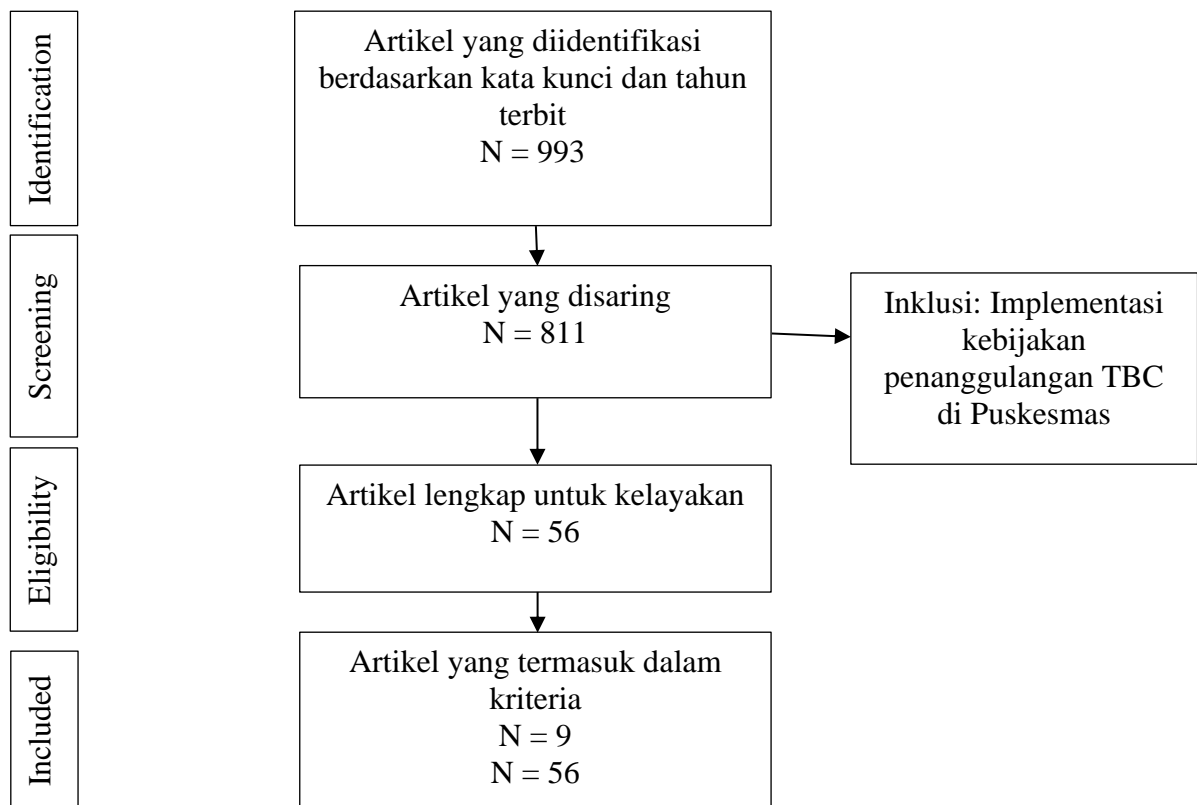 Identification
Artikel yang diidentifikasi
berdasarkan kata kunci dan tahun
terbit
N = 993
Screening
Artikel yang disaring
N = 811
Inklusi: Implementasi
kebijakan
penanggulangan TBC
di Puskesmas
Eligibility
Artikel lengkap untuk kelayakan
N = 56
Included
Artikel yang termasuk dalam
kriteria
N = 9
N = 56